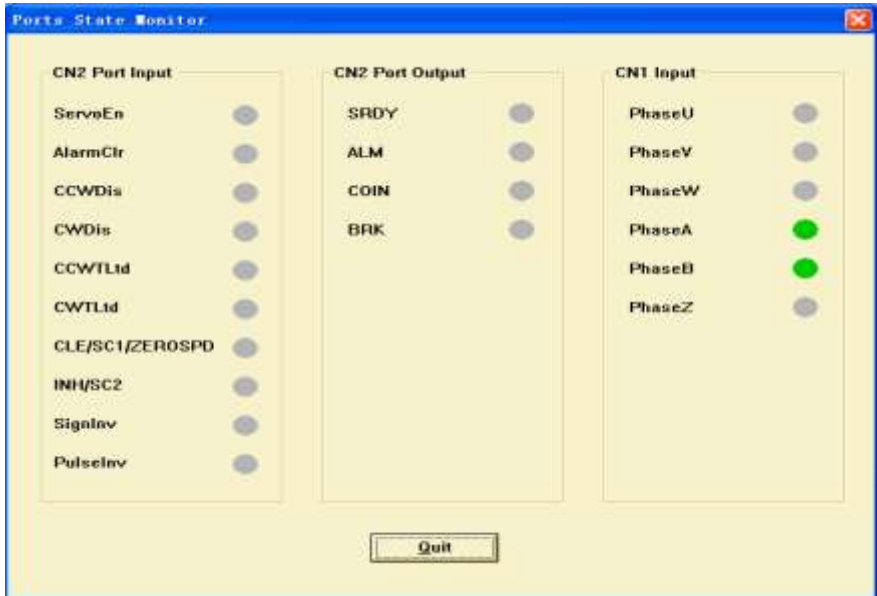 Ports State Monitor
CN2 Port Input
ServoEn
AlarmClr
CCWDis
CWDis
CCWTLtd
CWTLtd
CLE/SC1/ZEROSPD
INH/SC2
SignInv
PulseInv
CN2 Port Output
SRDY
ALM
COIN
BRK
CN1 Input
PhaseU
PhaseV
PhaseW
PhaseA
PhaseB
PhaseZ
Quit